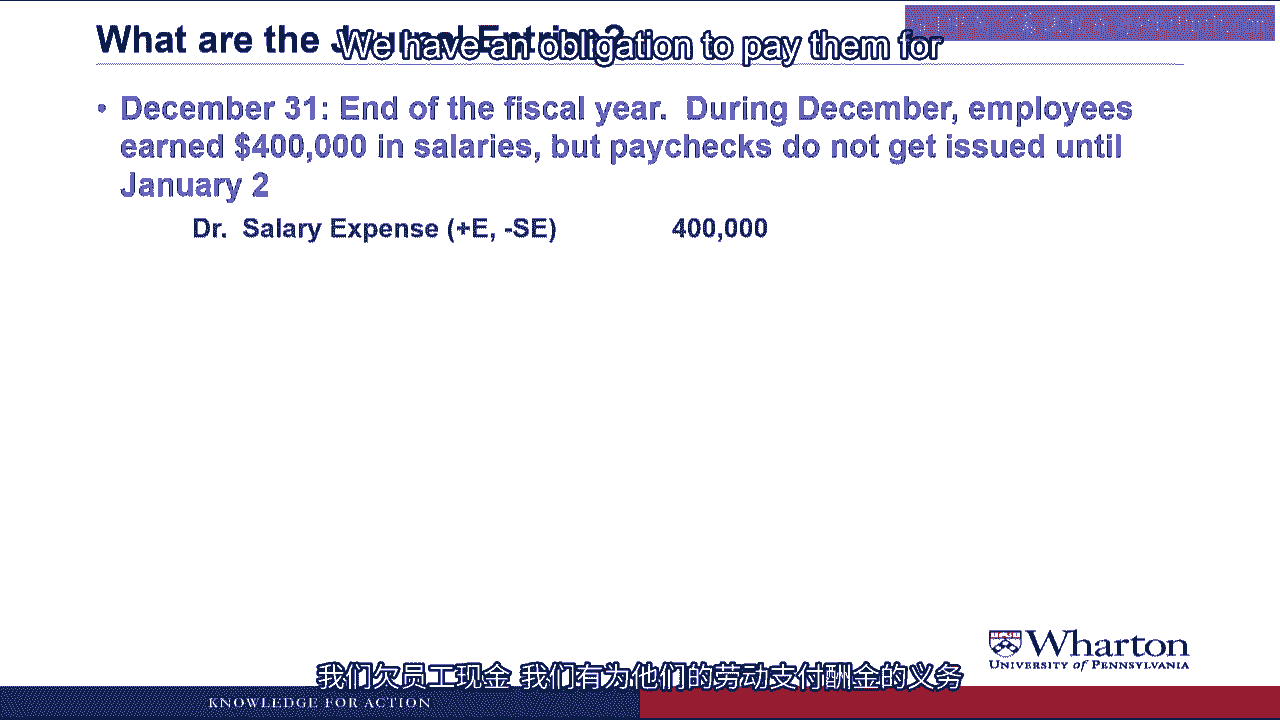 What are the Journal Entries?
We have an obligation to pay them for
• December 31: End of the fiscal year. During December, employees
earned $400,000 in salaries, but paychecks do not get issued until
January 2
Dr. Salary Expense (+E, -SE) 400,000
Wharton
UNIVERSITY of PENNSYLVANIA
我们欠员工现金 我们有为他们的劳动支付酬金的义务
KNOWLEDGE FOR ACTION